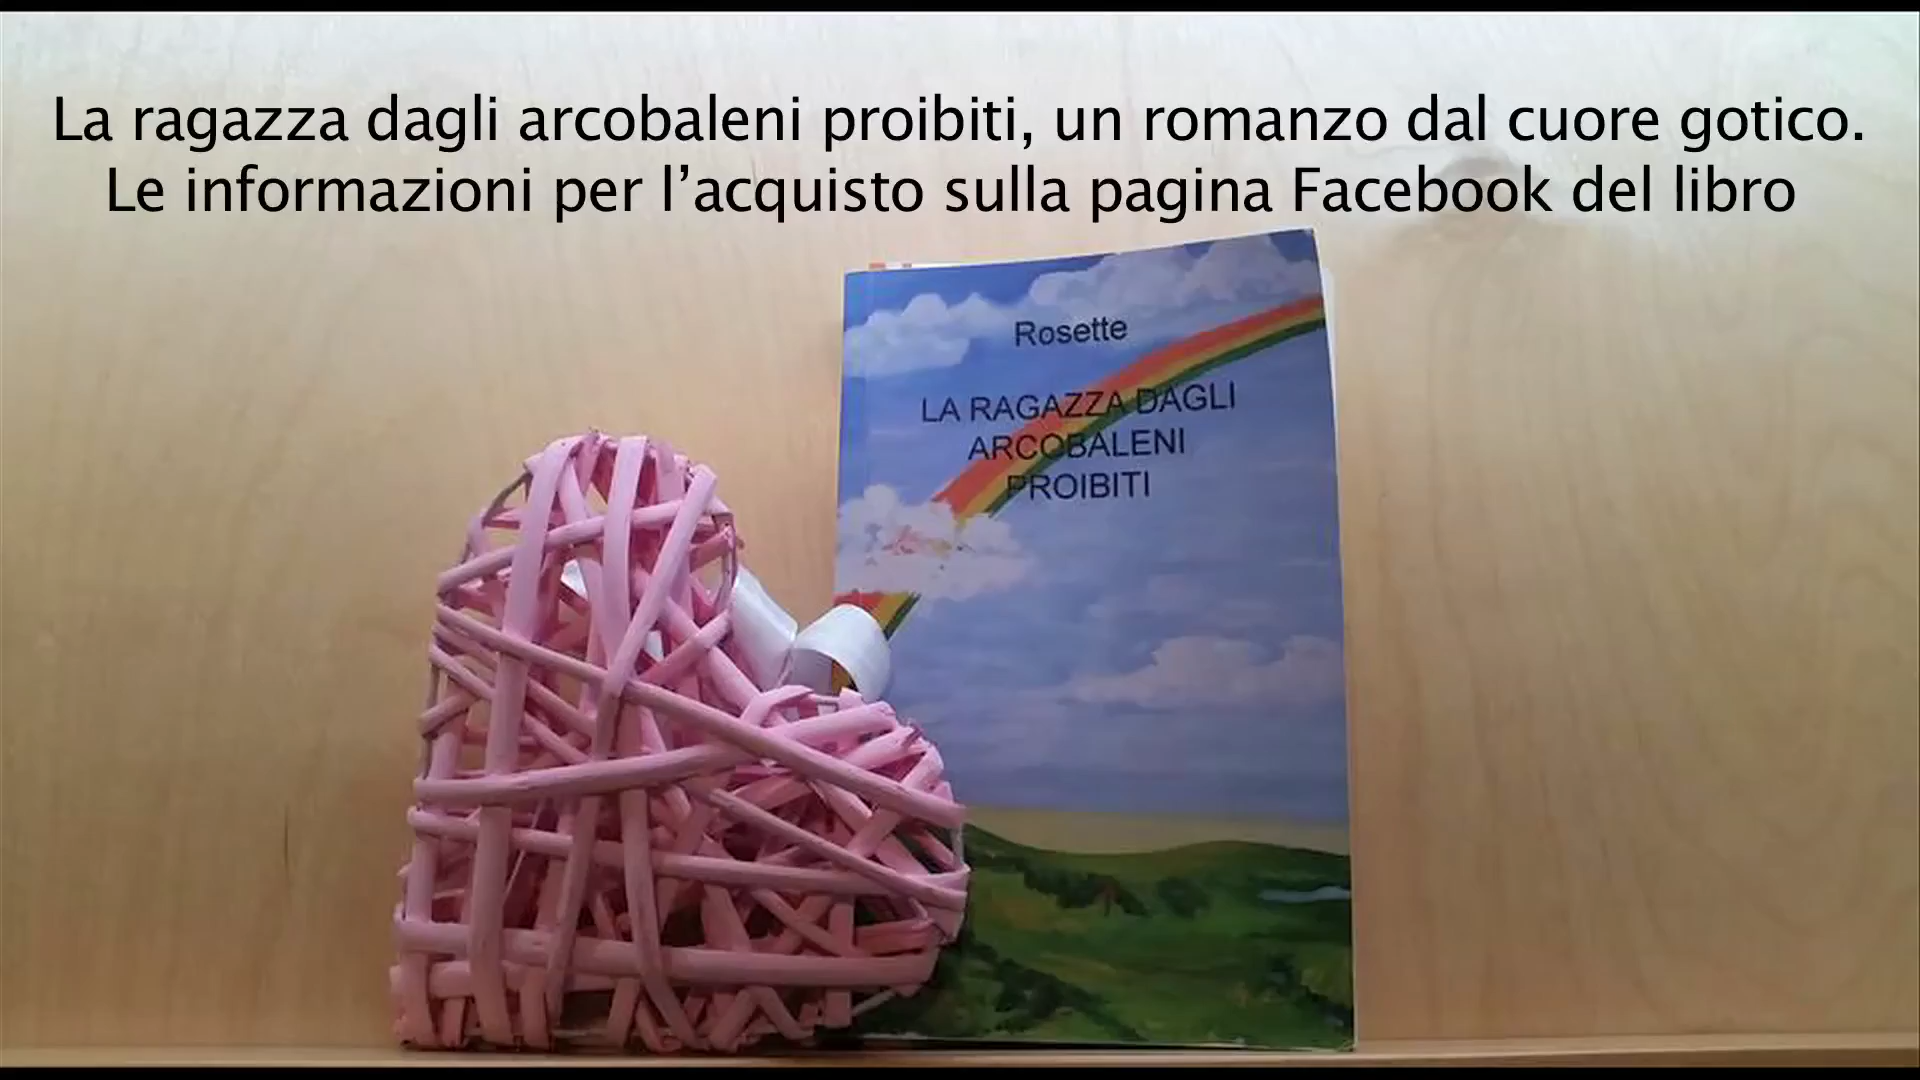 La ragazza dagli arcobaleni proibiti, un romanzo dal cuore gotico.
Le informazioni per l’acquisto sulla pagina Facebook del libro
Rosette
LA RAGAZZA DAGLI
ARCOBALENI
PROIBITI